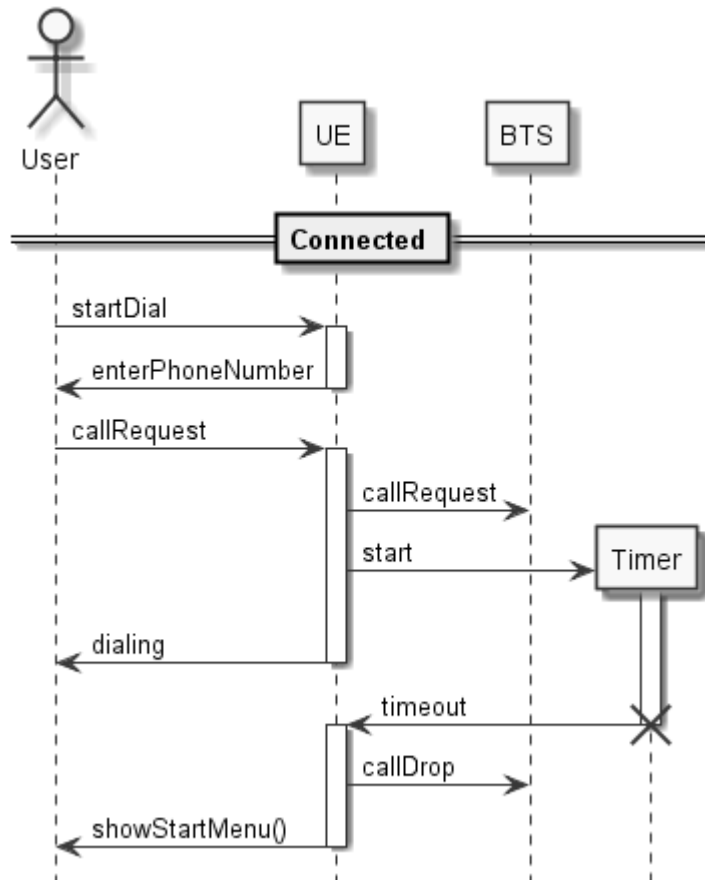 User
UE
BTS
Connected
startDial
enterPhoneNumber
callRequest
callRequest
start
Timer
dialing
timeout
callDrop
showStartMenu()